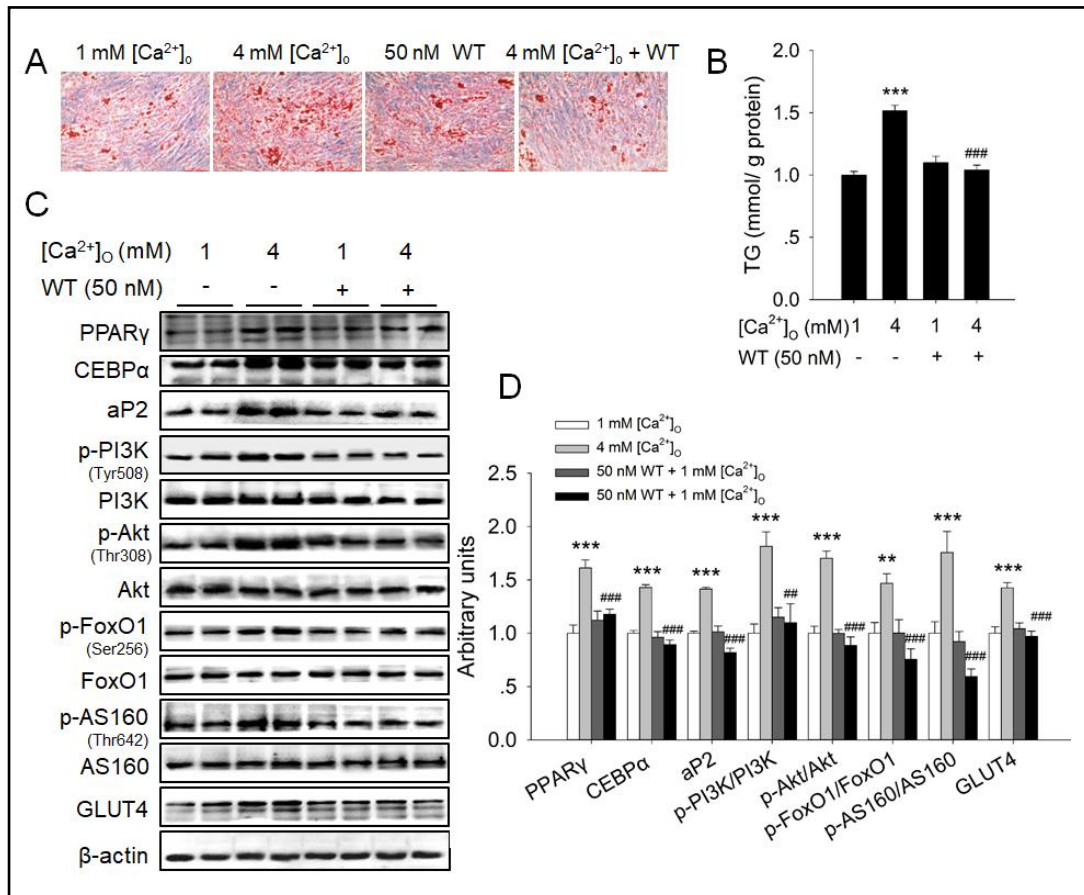 A
1 mM [Ca²⁺]ₒ 4 mM [Ca²⁺]ₒ 50 nM WT 4 mM [Ca²⁺]ₒ + WT
B
TG (mmol/ g protein)
2.0
1.5
1.0
.5
0.0
***
###
[Ca²⁺]O (mM) 1 4 1 4
WT (50 nM) - - + +
C
[Ca²⁺]O (mM) 1 4 1 4
WT (50 nM) - - + +
PPARγ
CEBPα
aP2
p-PI3K
(Tyr508)
PI3K
p-Akt
(Thr308)
Akt
p-FoxO1
(Ser256)
FoxO1
p-AS160
(Thr642)
AS160
GLUT4
β-actin
D
1 mM [Ca²⁺]O
4 mM [Ca²⁺]O
50 nM WT + 1 mM [Ca²⁺]O
50 nM WT + 1 mM [Ca²⁺]O
Arbitrary units
2.5
2.0
1.5
1.0
.5
0.0
*** *** *** *** *** ** *** ***
### ### ### ## ### ### ### ###
PPARγ CEBPα aP2 p-PI3K/PI3K p-Akt/Akt p-FoxO1/FoxO1 p-AS160/AS160 GLUT4